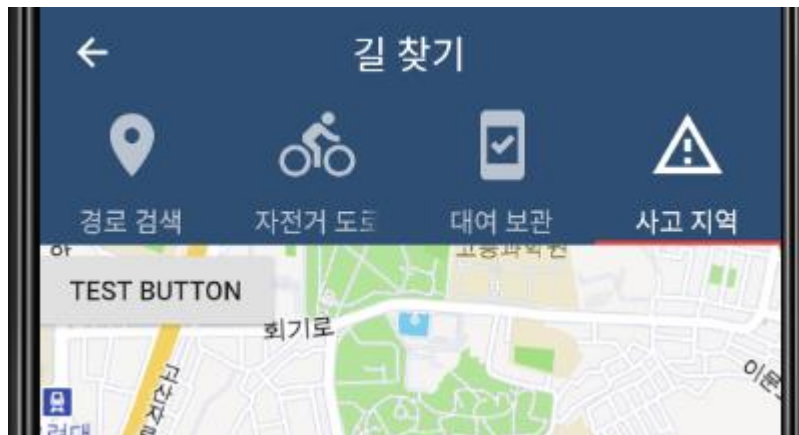 길 찾기
경로 검색
자전거 도로
대여 보관
사고 지역
TEST BUTTON
회기로